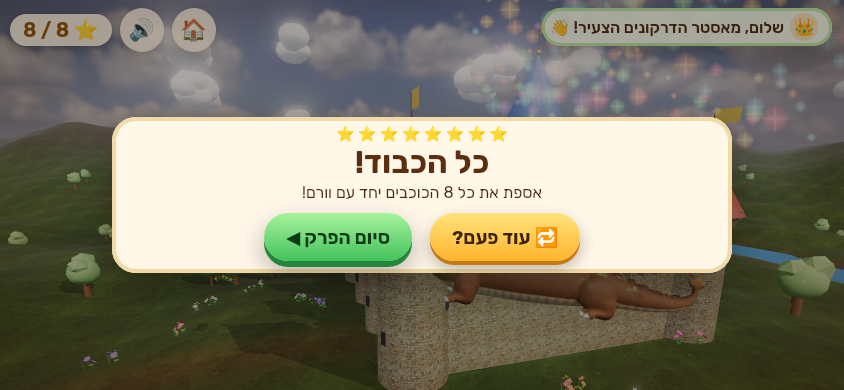 שלום, מאסטר הדרקונים הצעיר!
8 / 8
כל הכבוד!
אספת את כל 8 הכוכבים יחד עם וורם!
עוד פעם?
סיום הפרק